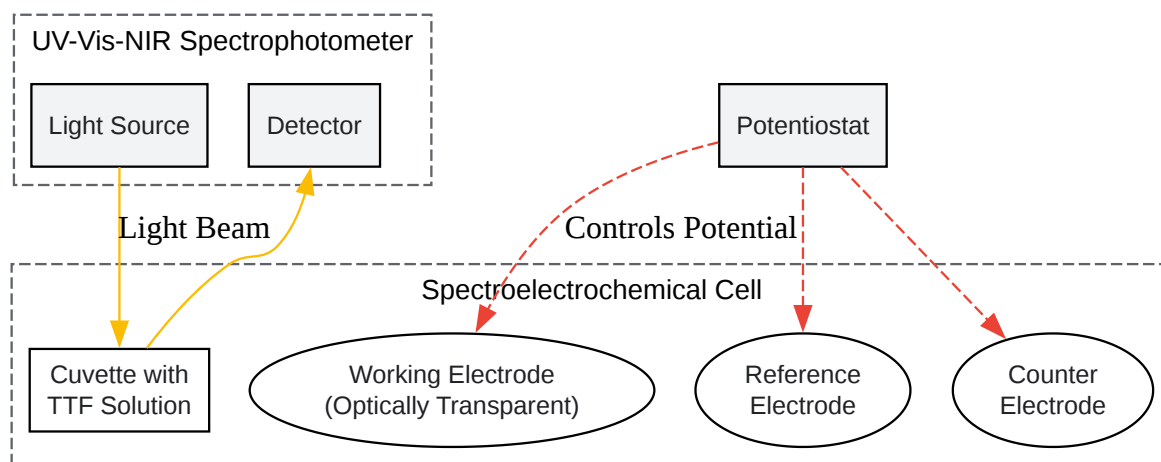 UV-Vis-NIR Spectrophotometer
Light Source
Detector
Potentiostat
Light Beam
Controls Potential
Spectroelectrochemical Cell
Cuvette with
TTF Solution
Working Electrode
(Optically Transparent)
Reference
Electrode
Counter
Electrode